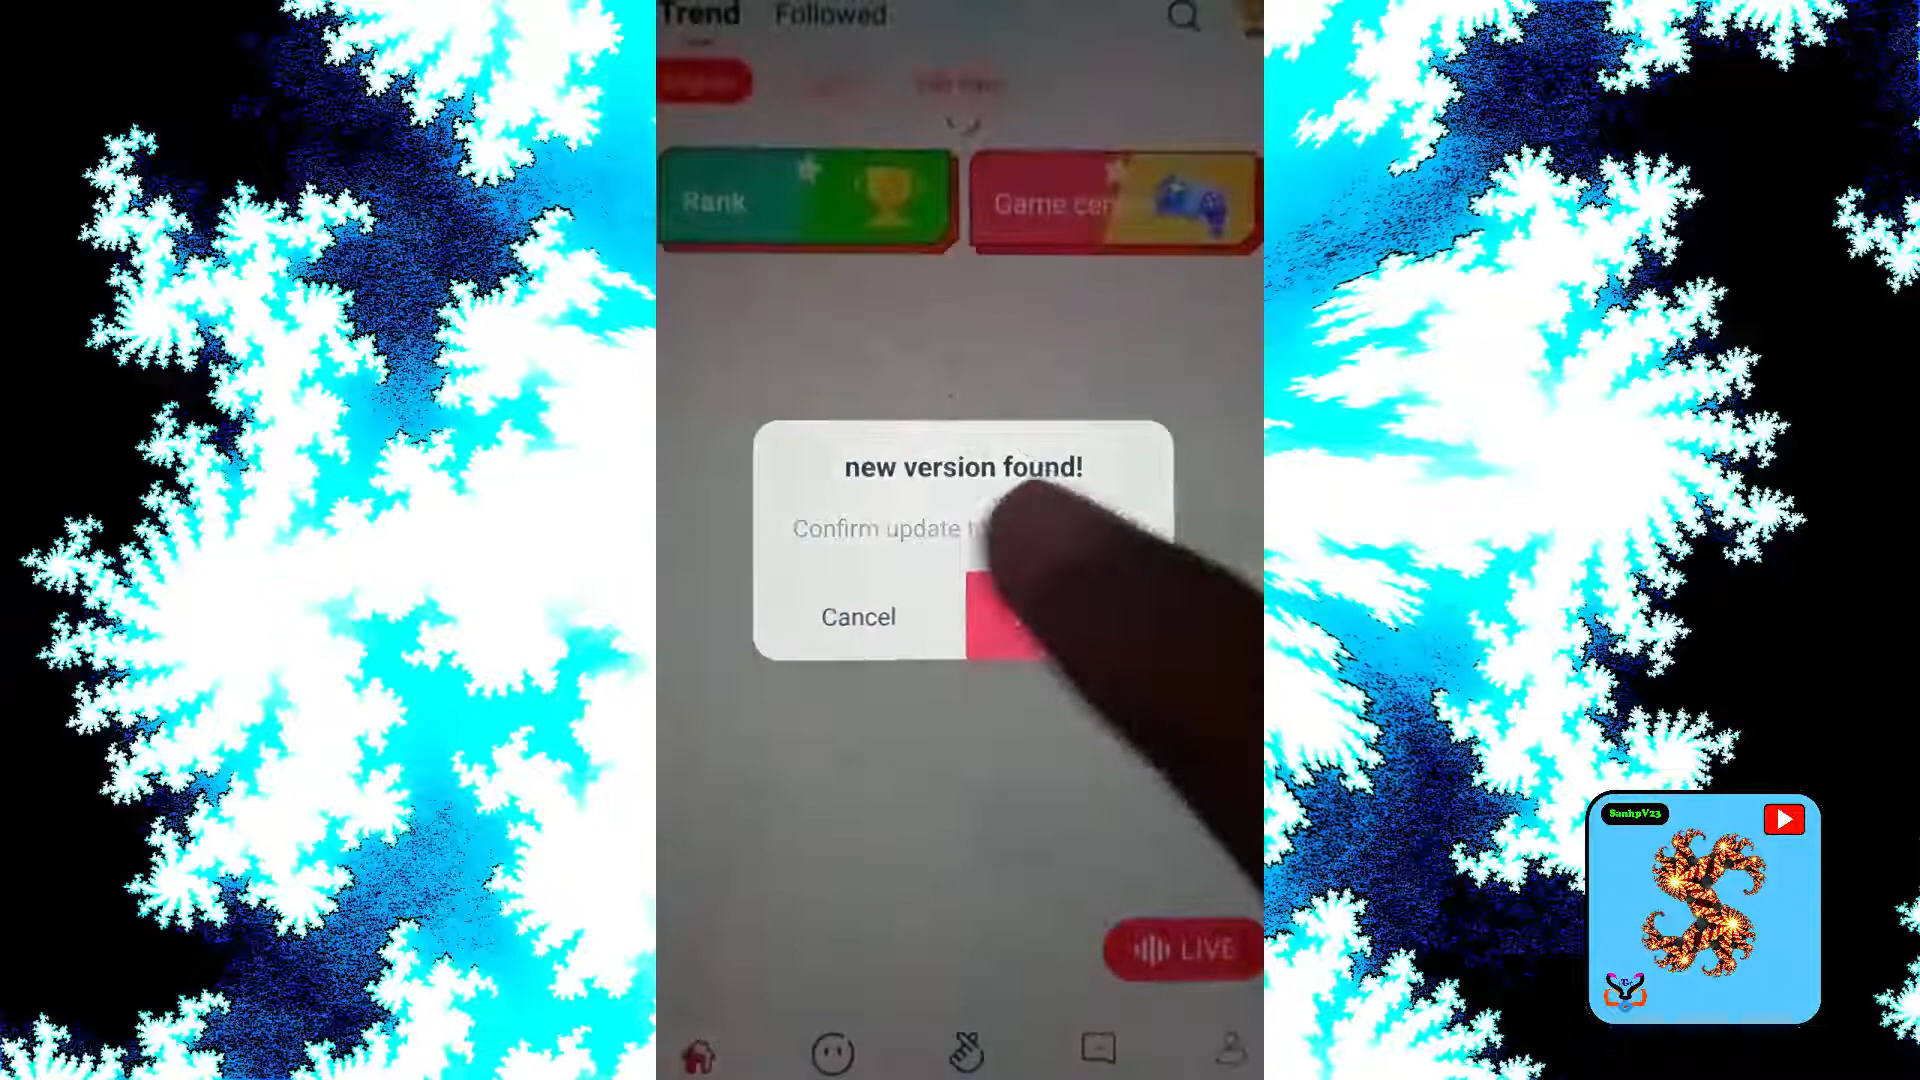 Trend Followed
Rank
Game cen
new version found!
Confirm update t
Cancel
LIVE
SanhpV23